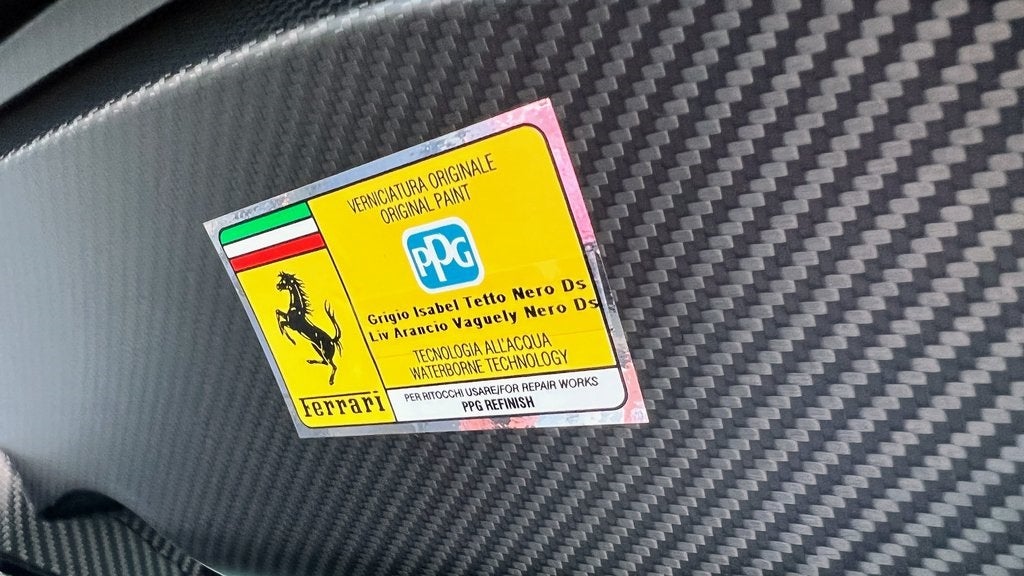 VERNICIATURA ORIGINALE
ORIGINAL PAINT
PPG
Grigio Isabel Tetto Nero Ds
Liv Arancio Vaguely Nero Ds
TECNOLOGIA ALL'ACQUA
WATERBORNE TECHNOLOGY
Ferrari
PER RITOCCHI USARE/FOR REPAIR WORKS
PPG REFINISH